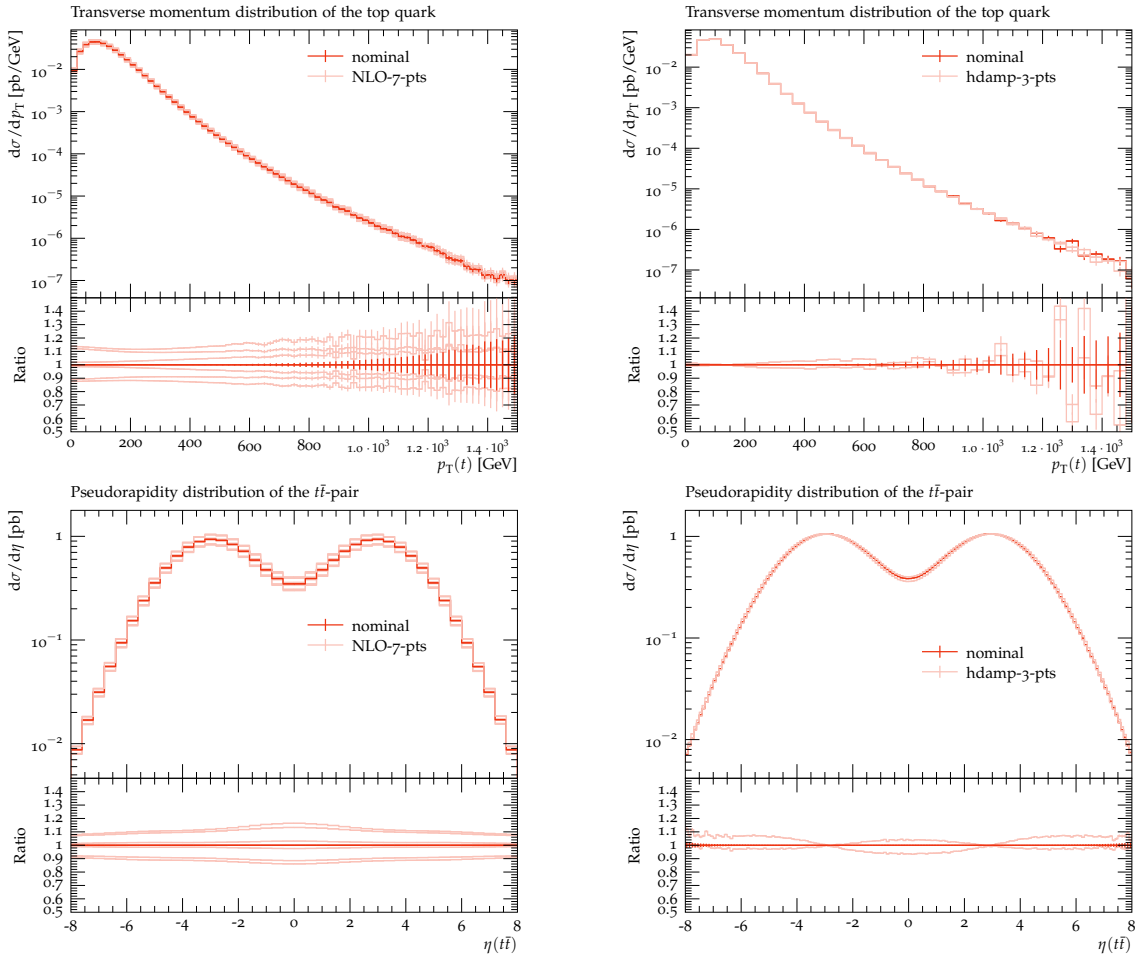 Transverse momentum distribution of the top quark
nominal
NLO-7-pts
dσ/dp_T [pb/GeV]
10⁻²
10⁻³
10⁻⁴
10⁻⁵
10⁻⁶
10⁻⁷
Ratio
1.4
1.3
1.2
1.1
1
0.9
0.8
0.7
0.6
0.5
0 200 400 600 800 1.0 · 10³ 1.2 · 10³ 1.4 · 10³
p_T(t) [GeV]
Transverse momentum distribution of the top quark
nominal
hdamp-3-pts
dσ/dp_T [pb/GeV]
10⁻²
10⁻³
10⁻⁴
10⁻⁵
10⁻⁶
10⁻⁷
Ratio
1.4
1.3
1.2
1.1
1
0.9
0.8
0.7
0.6
0.5
0 200 400 600 800 1.0 · 10³ 1.2 · 10³ 1.4 · 10³
p_T(t) [GeV]
Pseudorapidity distribution of the tt̄-pair
nominal
NLO-7-pts
dσ/dη [pb]
1
10⁻¹
10⁻²
Ratio
1.4
1.3
1.2
1.1
1
0.9
0.8
0.7
0.6
0.5
-8 -6 -4 -2 0 2 4 6 8
η(tt̄)
Pseudorapidity distribution of the tt̄-pair
nominal
hdamp-3-pts
dσ/dη [pb]
1
10⁻¹
10⁻²
Ratio
1.4
1.3
1.2
1.1
1
0.9
0.8
0.7
0.6
0.5
-8 -6 -4 -2 0 2 4 6 8
η(tt̄)